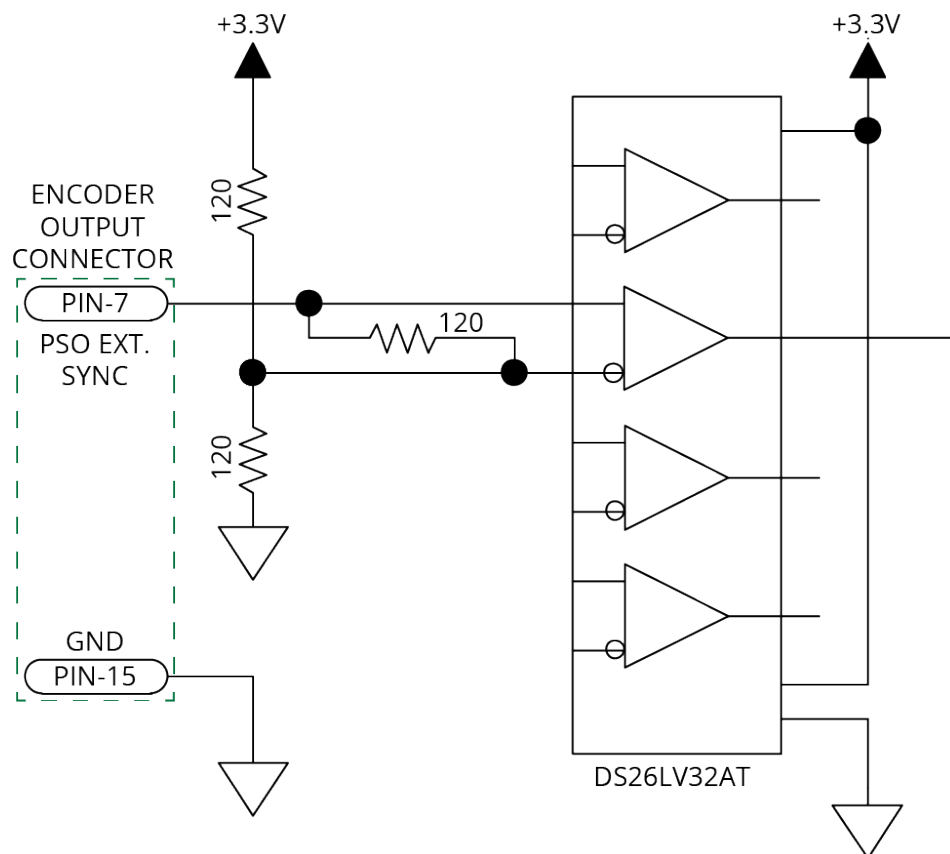 +3.3V
+3.3V
120
ENCODER
OUTPUT
CONNECTOR
PIN-7
120
PSO EXT.
SYNC
120
GND
PIN-15
DS26LV32AT